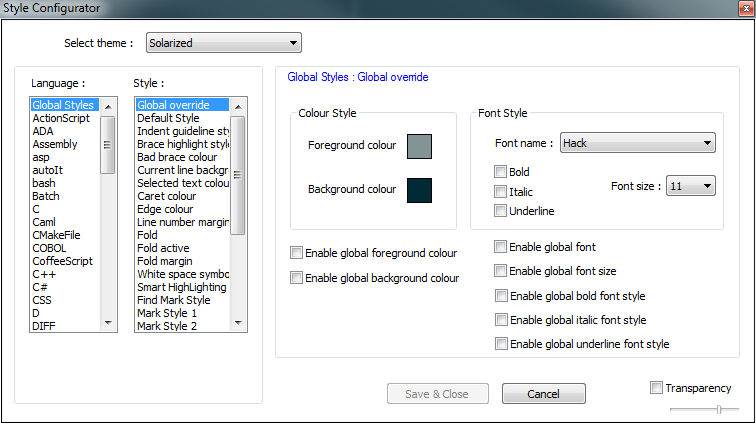 Style Configurator
Select theme : Solarized
Language :
Global Styles
ActionScript
ADA
Assembly
asp
autoIt
bash
Batch
C
Caml
CMakeFile
COBOL
CoffeeScript
C++
C#
CSS
D
DIFF
Style :
Global override
Default Style
Indent guideline sty
Brace highlight style
Bad brace colour
Current line backgro
Selected text colou
Caret colour
Edge colour
Line number margin
Fold
Fold active
Fold margin
White space symbo
Smart HighLighting
Find Mark Style
Mark Style 1
Mark Style 2
Global Styles : Global override
Colour Style
Foreground colour
Background colour
Enable global foreground colour
Enable global background colour
Font Style
Font name : Hack
Bold
Italic
Underline
Font size : 11
Enable global font
Enable global font size
Enable global bold font style
Enable global italic font style
Enable global underline font style
Save & Close
Cancel
Transparency